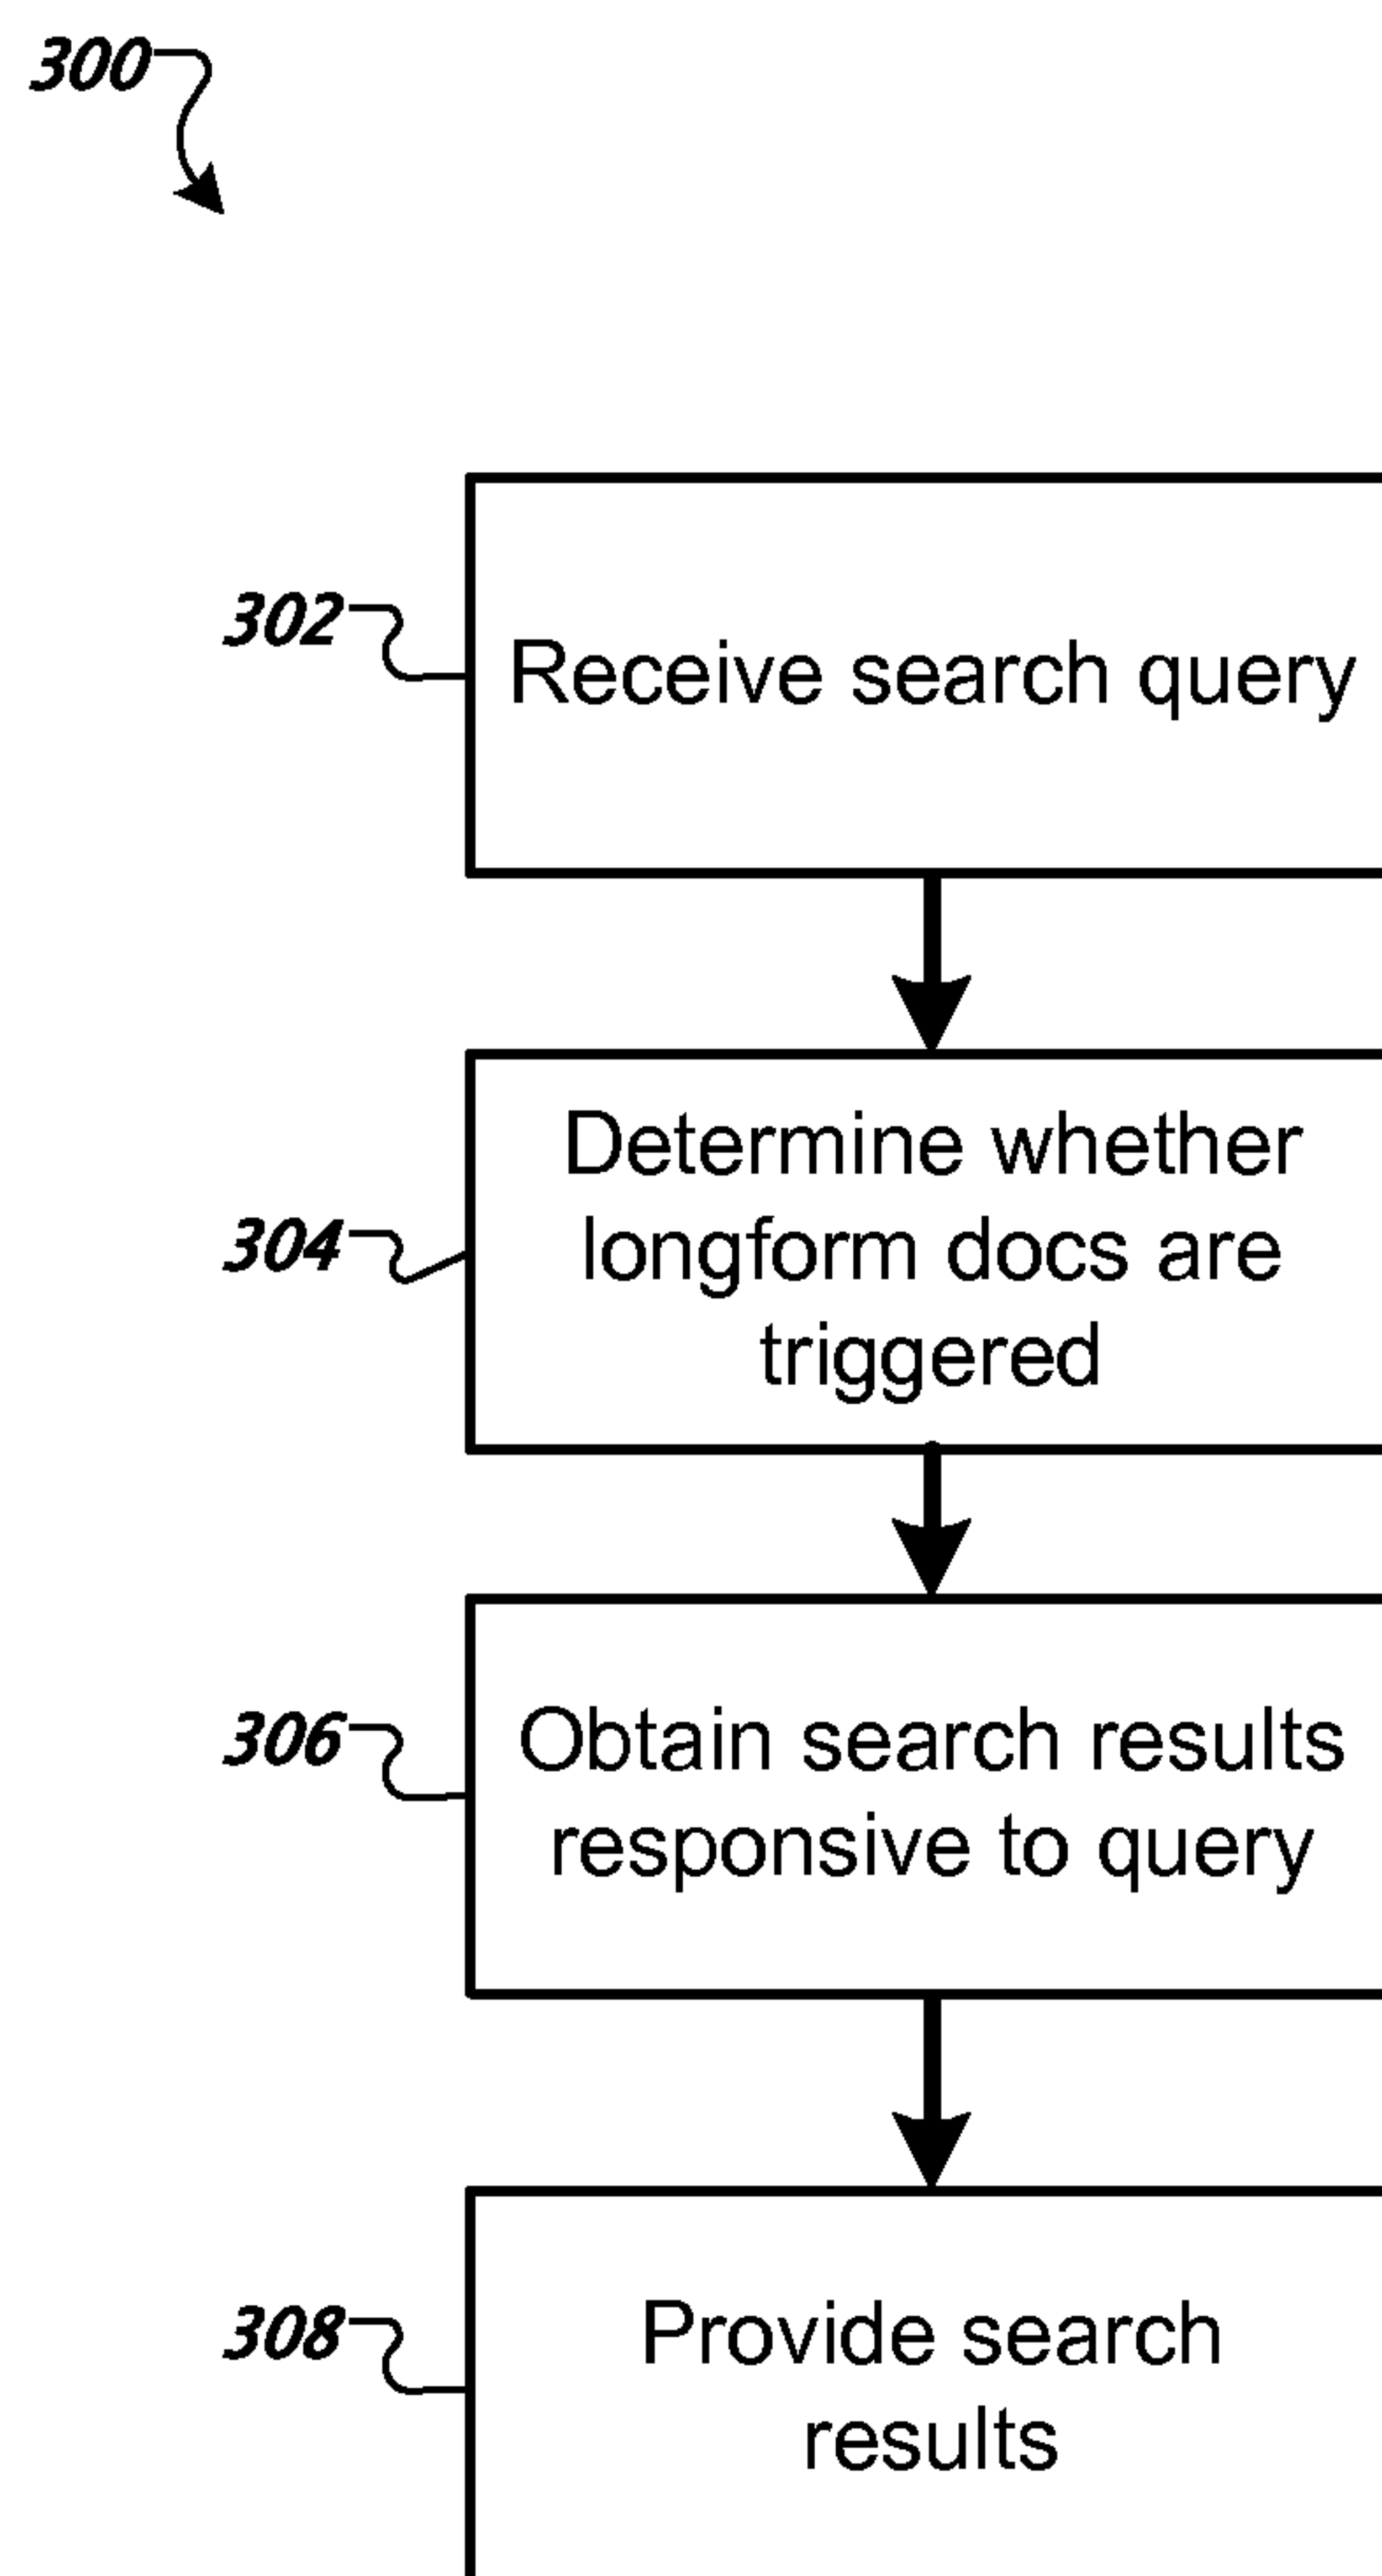 300
302
Receive search query
304
Determine whether
longform docs are
triggered
306
Obtain search results
responsive to query
308
Provide search
results